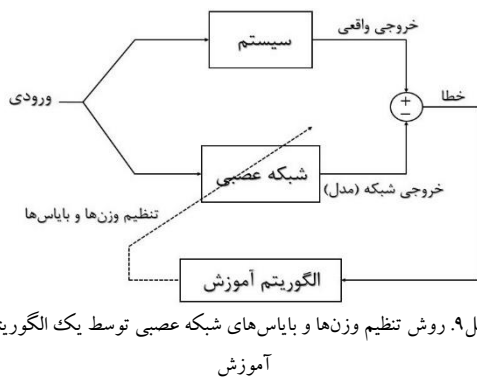 خروجی واقعی
سیستم
خطا
ورودی
+
−
شبکه عصبی
خروجی شبکه (مدل)
تنظیم وزن‌ها و بایاس‌ها
الگوریتم آموزش
ل۹. روش تنظیم وزن‌ها و بایاس‌های شبکه عصبی توسط یک الگوریت
آموزش